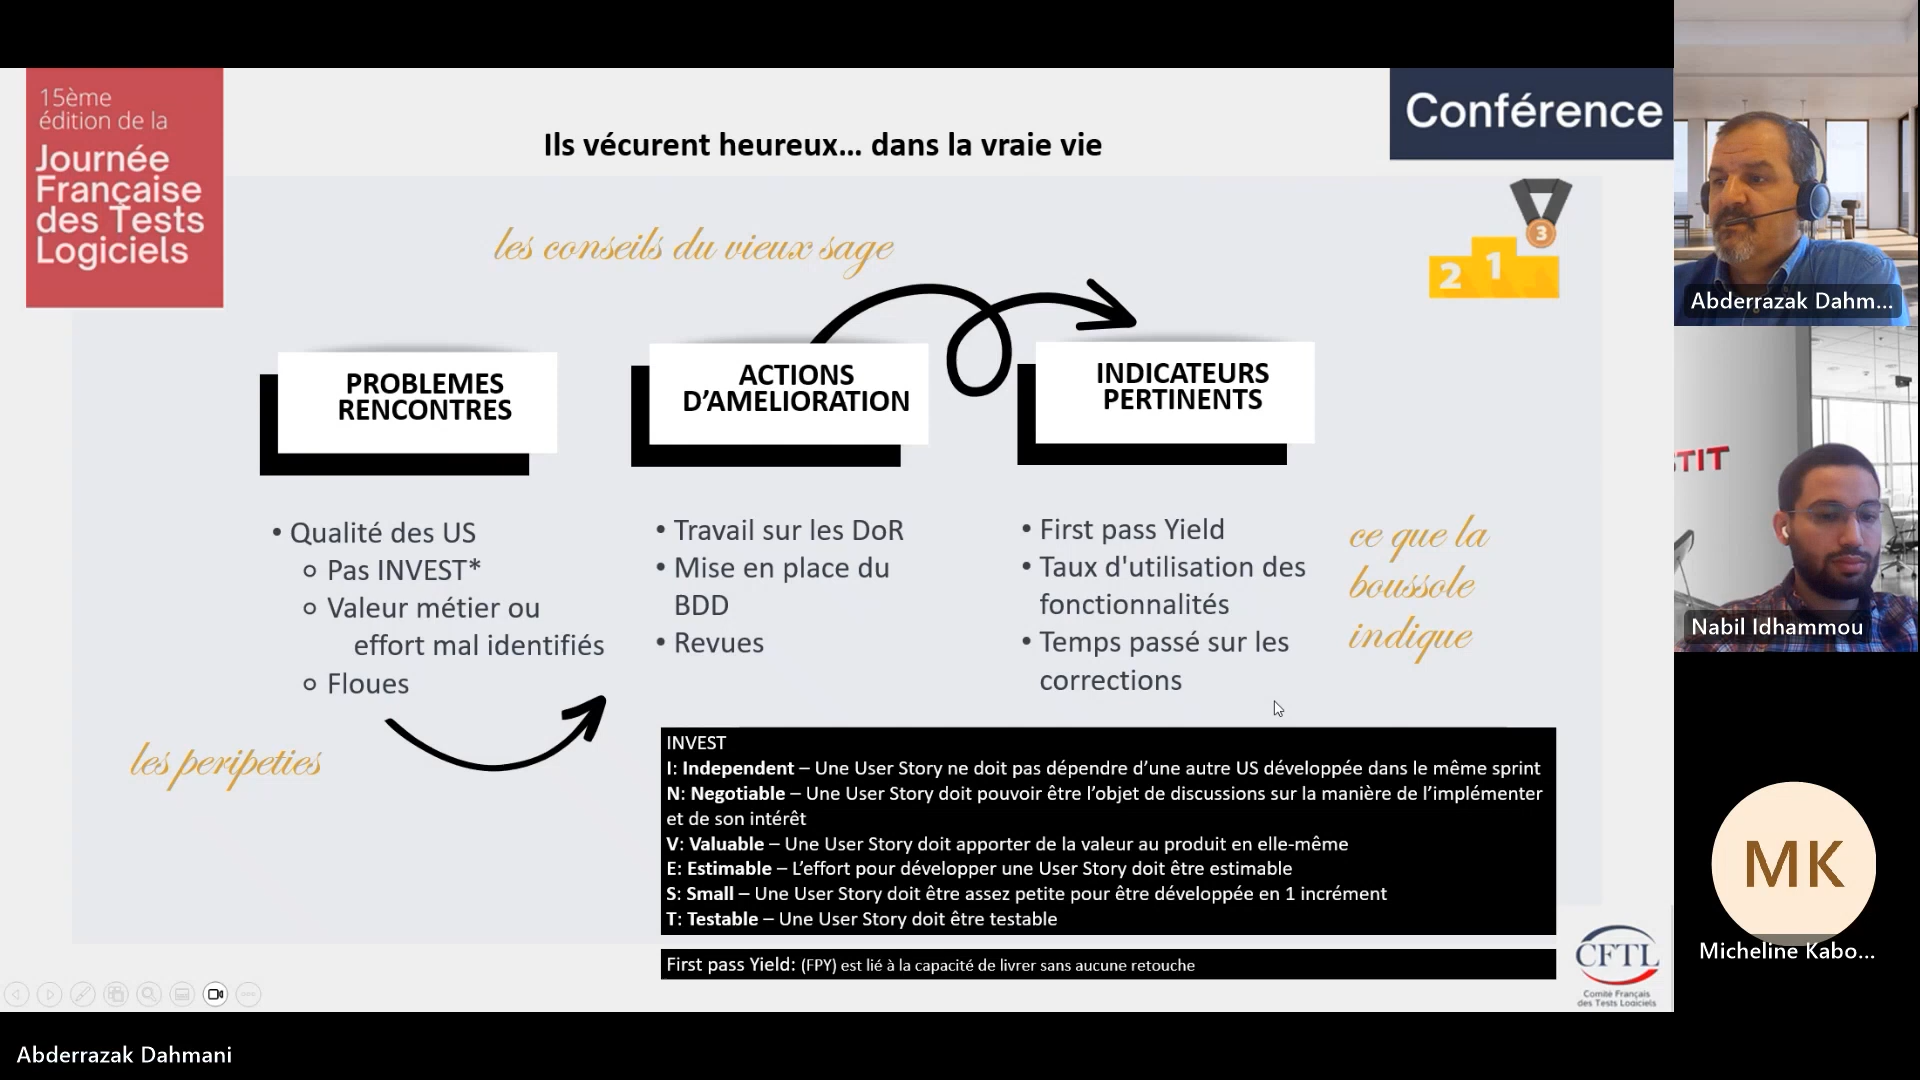 15ème
édition de la
Journée
Française
des Tests
Logiciels
Conférence
Ils vécurent heureux... dans la vraie vie
les conseils du vieux sage
3
2 1
PROBLEMES
RENCONTRES
ACTIONS
D'AMELIORATION
INDICATEURS
PERTINENTS
• Qualité des US
o Pas INVEST*
o Valeur métier ou
effort mal identifiés
o Floues
• Travail sur les DoR
• Mise en place du
BDD
• Revues
• First pass Yield
• Taux d'utilisation des
fonctionnalités
• Temps passé sur les
corrections
ce que la
boussole
indique
les peripeties
INVEST
I: Independent – Une User Story ne doit pas dépendre d'une autre US développée dans le même sprint
N: Negotiable – Une User Story doit pouvoir être l'objet de discussions sur la manière de l'implémenter
et de son intérêt
V: Valuable – Une User Story doit apporter de la valeur au produit en elle-même
E: Estimable – L'effort pour développer une User Story doit être estimable
S: Small – Une User Story doit être assez petite pour être développée en 1 incrément
T: Testable – Une User Story doit être testable
First pass Yield: (FPY) est lié à la capacité de livrer sans aucune retouche
CFTL
Comité Français
des Tests Logiciels
Abderrazak Dahm...
TIT
Nabil Idhammou
MK
Micheline Kabo...
Abderrazak Dahmani